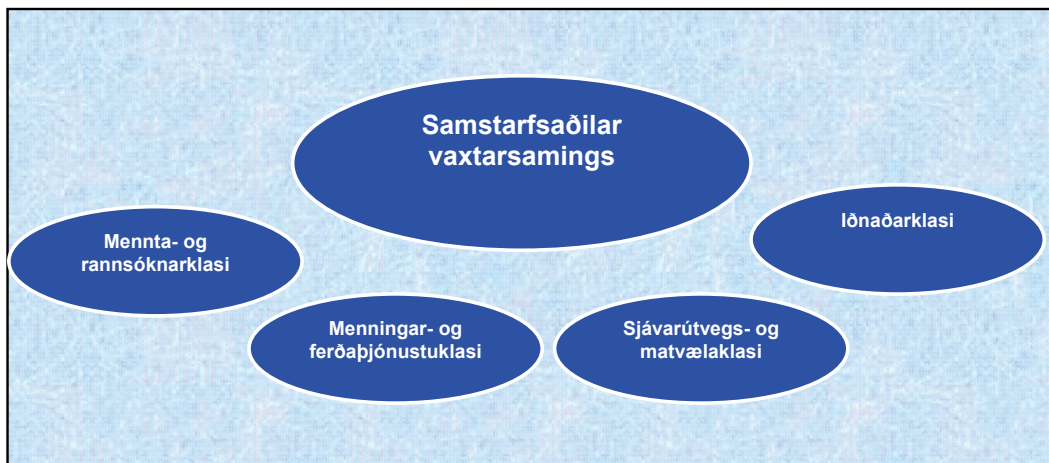 Samstarfsaðilar
vaxtarsamings
Iðnaðarklasi
Mennta- og
rannsóknarklasi
Menningar- og
ferðaþjónustuklasi
Sjávarútvegs- og
matvælaklasi